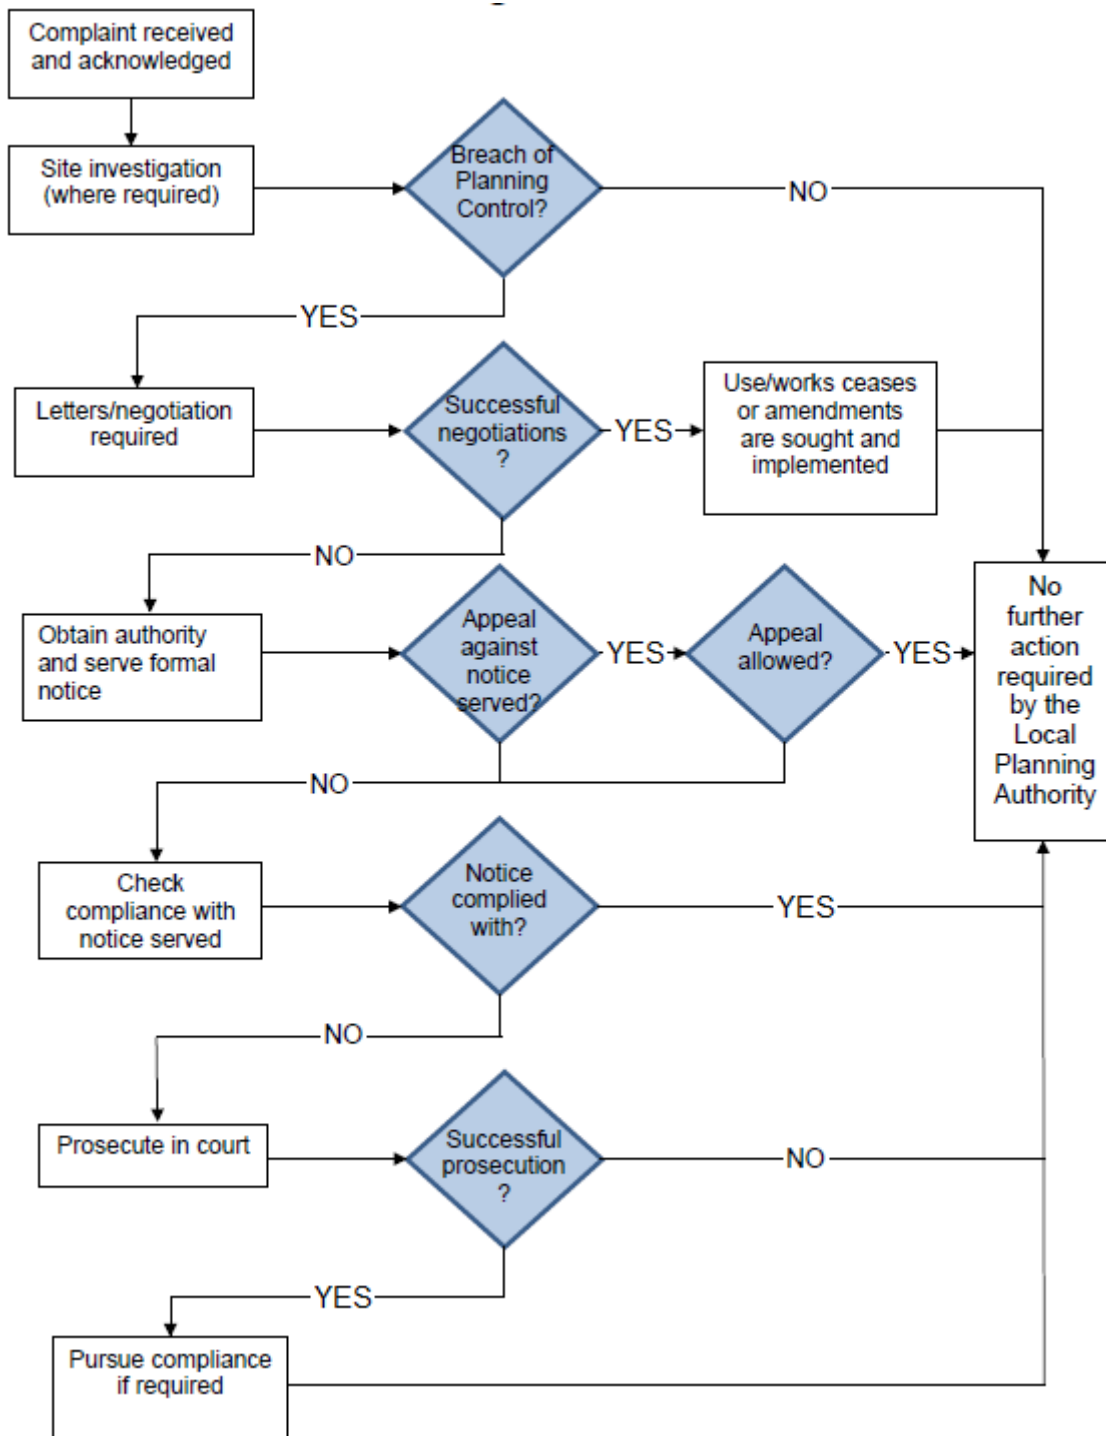 Complaint received
and acknowledged
Site investigation
(where required)
Breach of
Planning
Control?
NO
YES
Letters/negotiation
required
Successful
negotiations
?
YES
Use/works ceases
or amendments
are sought and
implemented
NO
Obtain authority
and serve formal
notice
Appeal
against
notice
served?
YES
Appeal
allowed?
YES
No
further
action
required
by the
Local
Planning
Authority
NO
Check
compliance with
notice served
Notice
complied
with?
YES
NO
Prosecute in court
Successful
prosecution
?
NO
YES
Pursue compliance
if required